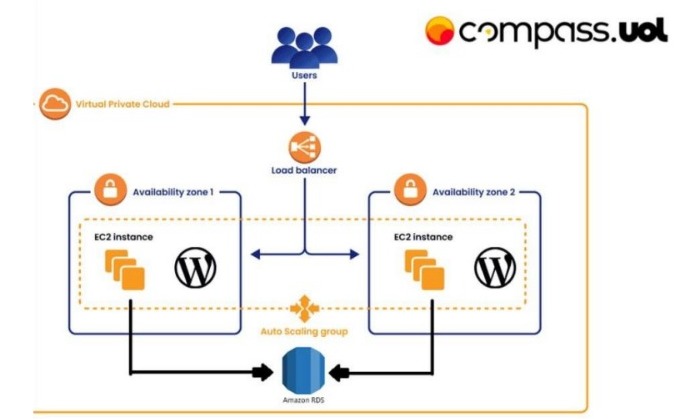 compass.uol
Users
Virtual Private Cloud
Load balancer
Availability zone 1
Availability zone 2
EC2 instance
EC2 instance
Auto Scaling group
Amazon RDS